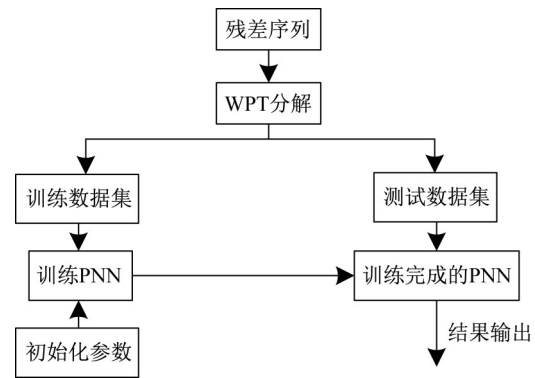 残差序列
WPT分解
训练数据集
测试数据集
训练PNN
训练完成的PNN
结果输出
初始化参数